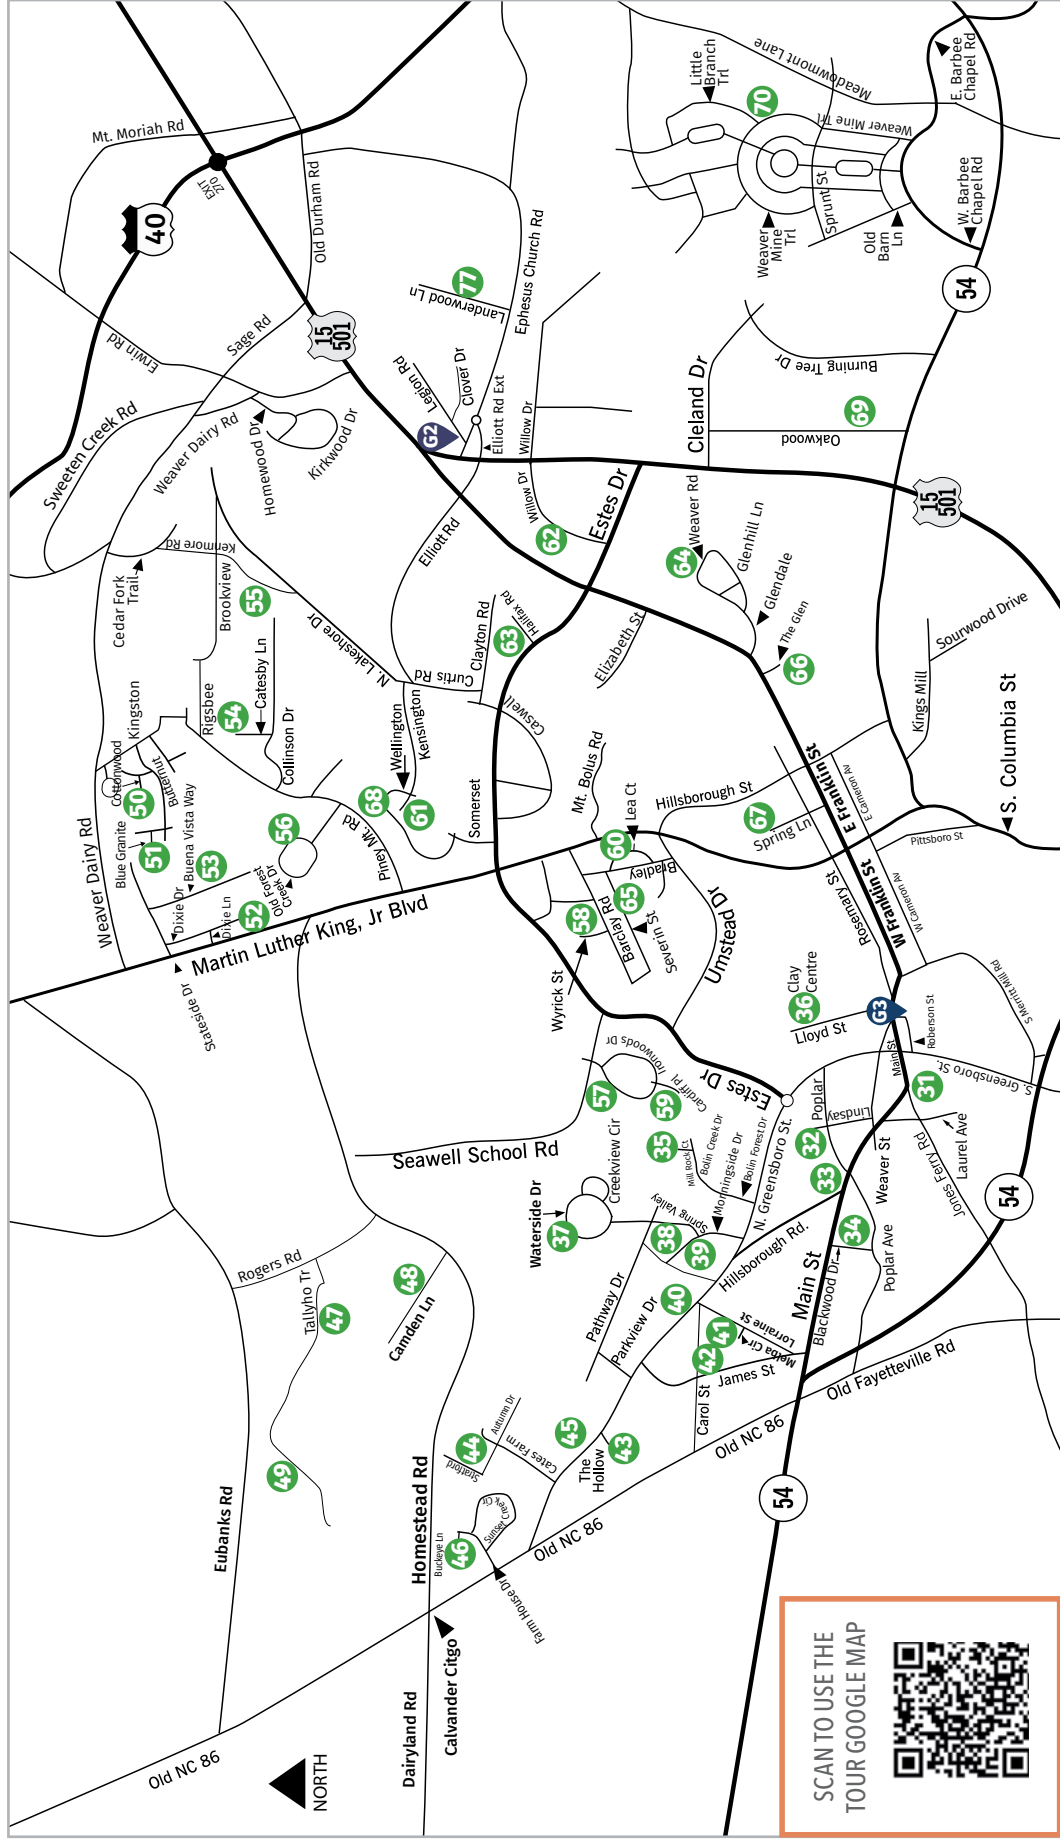 Mt. Moriah Rd
EXIT
270
40
Old Durham Rd
Erwin Rd
Sage Rd
15
501
Sweeten Creek Rd
Weaver Dairy Rd
Homewood Dr
Kirkwood Dr
Landerwood Ln
77
Ephesus Church Rd
Legion Rd
Clover Dr
G2
Elliott Rd Ext
Willow Dr
Willow Dr
62
Elliott Rd
Estes Dr
Little
Branch
Trl
Meadowmont Lane
70
Weaver Mine Trl
E. Barbee
Chapel Rd
Weaver
Mine
Trl
Sprunt St
Old
Barn
Ln
W. Barbee
Chapel Rd
54
Cleland Dr
Burning Tree Dr
69
Oakwood
15
501
64
Weaver Rd
Glenhill Ln
Glendale
The Glen
66
Elizabeth St
Sourwood Drive
Kings Mill
S. Columbia St
Cedar Fork
Trail
Kenmore Rd
Brookview
55
N. Lakeshore Dr
Rigsbee
54
Catesby Ln
Collinson Dr
Kingston
Cottonwood
50
Butternut
Blue Granite
51
Buena Vista Way
53
Weaver Dairy Rd
Dixie Dr
Dixie Ln
52
Old Forest
Creek Dr
56
Piney Mt. Rd
68
Wellington
Kensington
61
Curtis Rd
Clayton Rd
63
Halifax Rd
Caswell
Somerset
Martin Luther King, Jr Blvd
Stateside Dr
Mt. Bolus Rd
Lea Ct
60
Bradley
65
58
Barclay Rd
Severin St
Wyrick St
Umstead Dr
Hillsborough St
67
Spring Ln
E Franklin St
E Cameron Av
Pittsboro St
Rosemary St
W Franklin St
W Cameron Av
36
Clay
Centre
Lloyd St
G3
Roberson St
Main St
S Merritt Mill Rd
S. Greensboro St.
31
Seawell School Rd
57
Ironwoods Dr
Cardiff Pl
59
Estes Dr
35
Mill Rock Ct
Bolin Creek Dr
Morningside Dr
Bolin Forest Dr
N. Greensboro St.
Poplar
32
Lindsay
33
Weaver St
Laurel Ave
Jones Ferry Rd
54
Creekview Cir
Waterside Dr
37
Spring Valley
38
39
Hillsborough Rd.
Pathway Dr
Parkview Dr
40
41
Lorraine St
Melba Cir
42
James St
Carol St
Main St
34
Blackwood Dr
Poplar Ave
Old Fayetteville Rd
Rogers Rd
Tallyho Tr
47
48
Camden Ln
49
Eubanks Rd
Homestead Rd
44
Stratford
Autumn Dr
Cates Farm
45
The
Hollow
43
Old NC 86
Old NC 86
Buckeye Ln
46
Sunset Creek Cir
Farm House Dr
54
Calvander Citgo
Dairyland Rd
Old NC 86
NORTH
SCAN TO USE THE
TOUR GOOGLE MAP